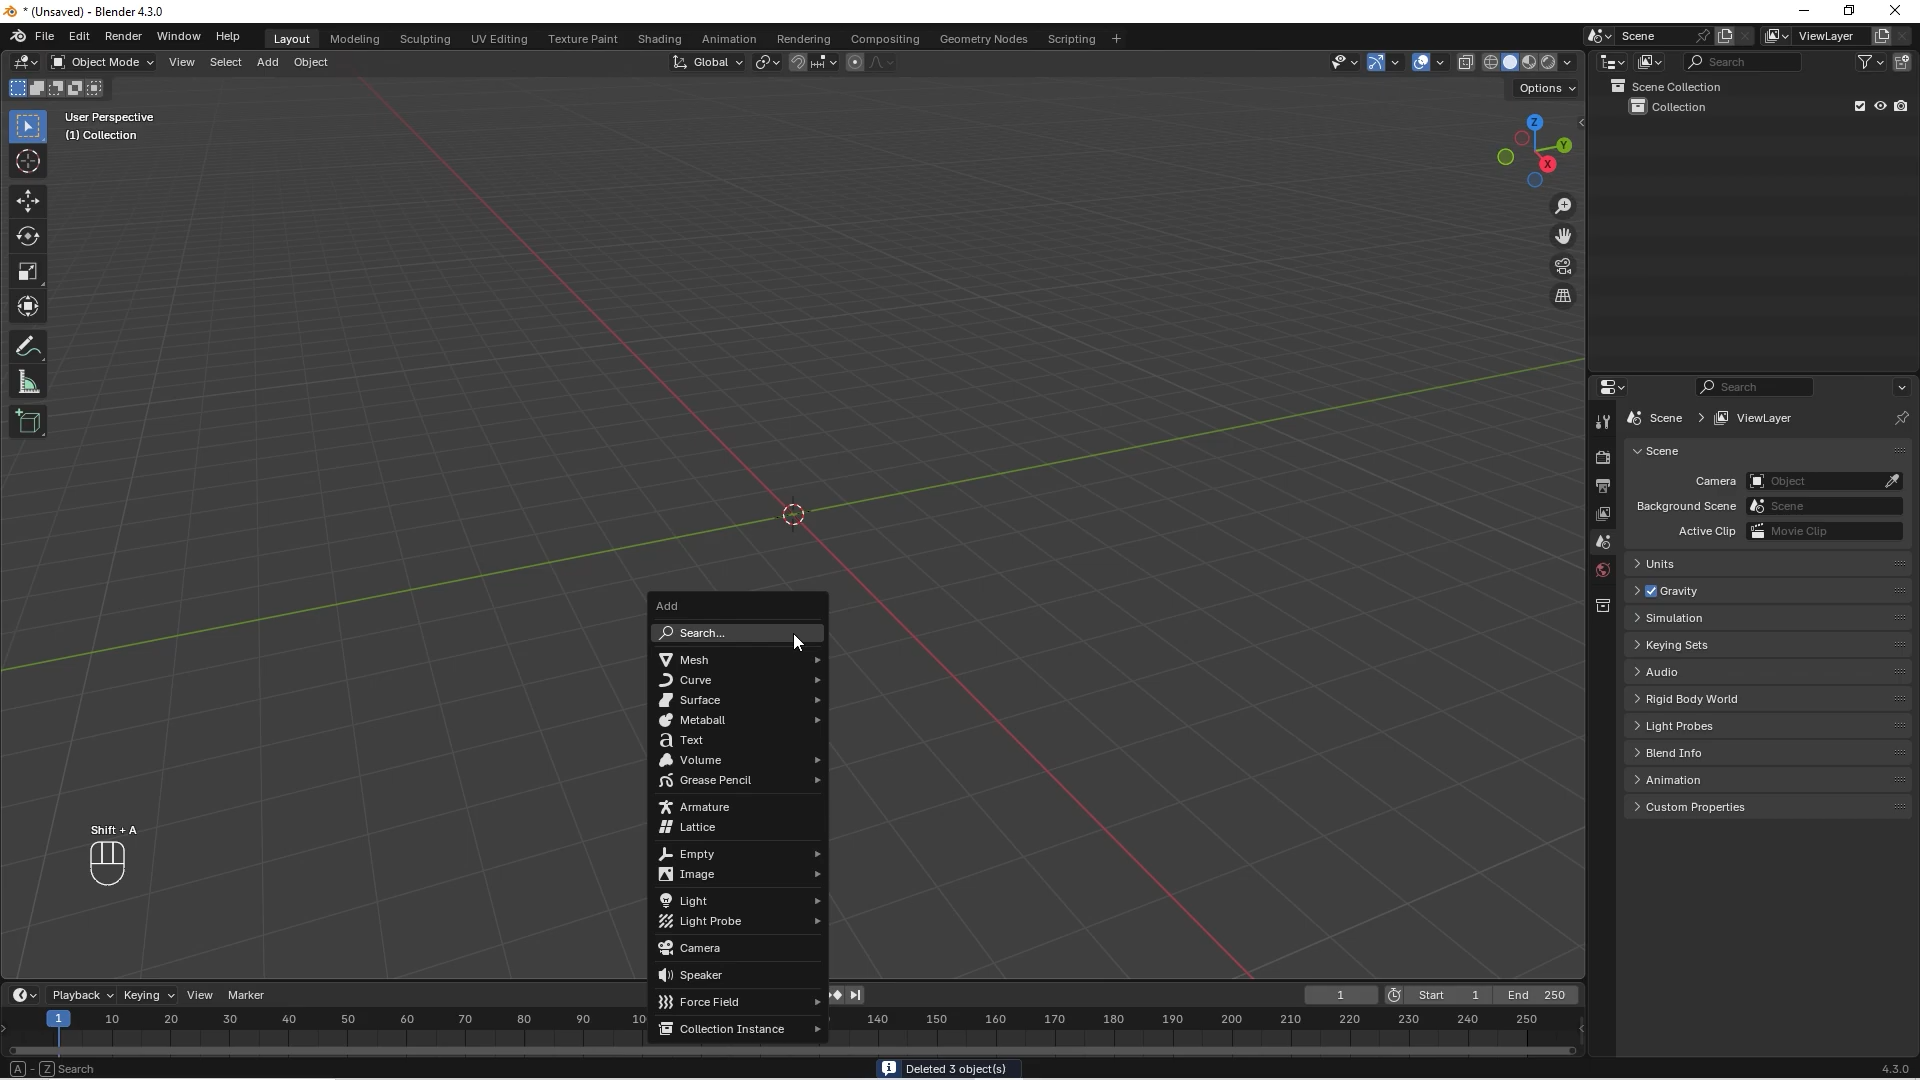 * (Unsaved) - Blender 4.3.0
File Edit Render Window Help Layout Modeling Sculpting UV Editing Texture Paint Shading Animation Rendering Compositing Geometry Nodes Scripting + Scene ViewLayer
Object Mode View Select Add Object Global Search
Options
User Perspective
(1) Collection
Z
Y
X
Scene Collection
Collection
Search
Scene > ViewLayer
Scene
Camera Object
Background Scene Scene
Active Clip Movie Clip
Units
Gravity
Simulation
Keying Sets
Audio
Rigid Body World
Light Probes
Blend Info
Animation
Custom Properties
Add
Search...
Mesh
Curve
Surface
Metaball
Text
Volume
Grease Pencil
Armature
Lattice
Empty
Image
Light
Light Probe
Camera
Speaker
Force Field
Collection Instance
Shift + A
Playback Keying View Marker 1 Start 1 End 250
1 10 20 30 40 50 60 70 80 90 10 140 150 160 170 180 190 200 210 220 230 240 250
A - Z Search Deleted 3 object(s) 4.3.0